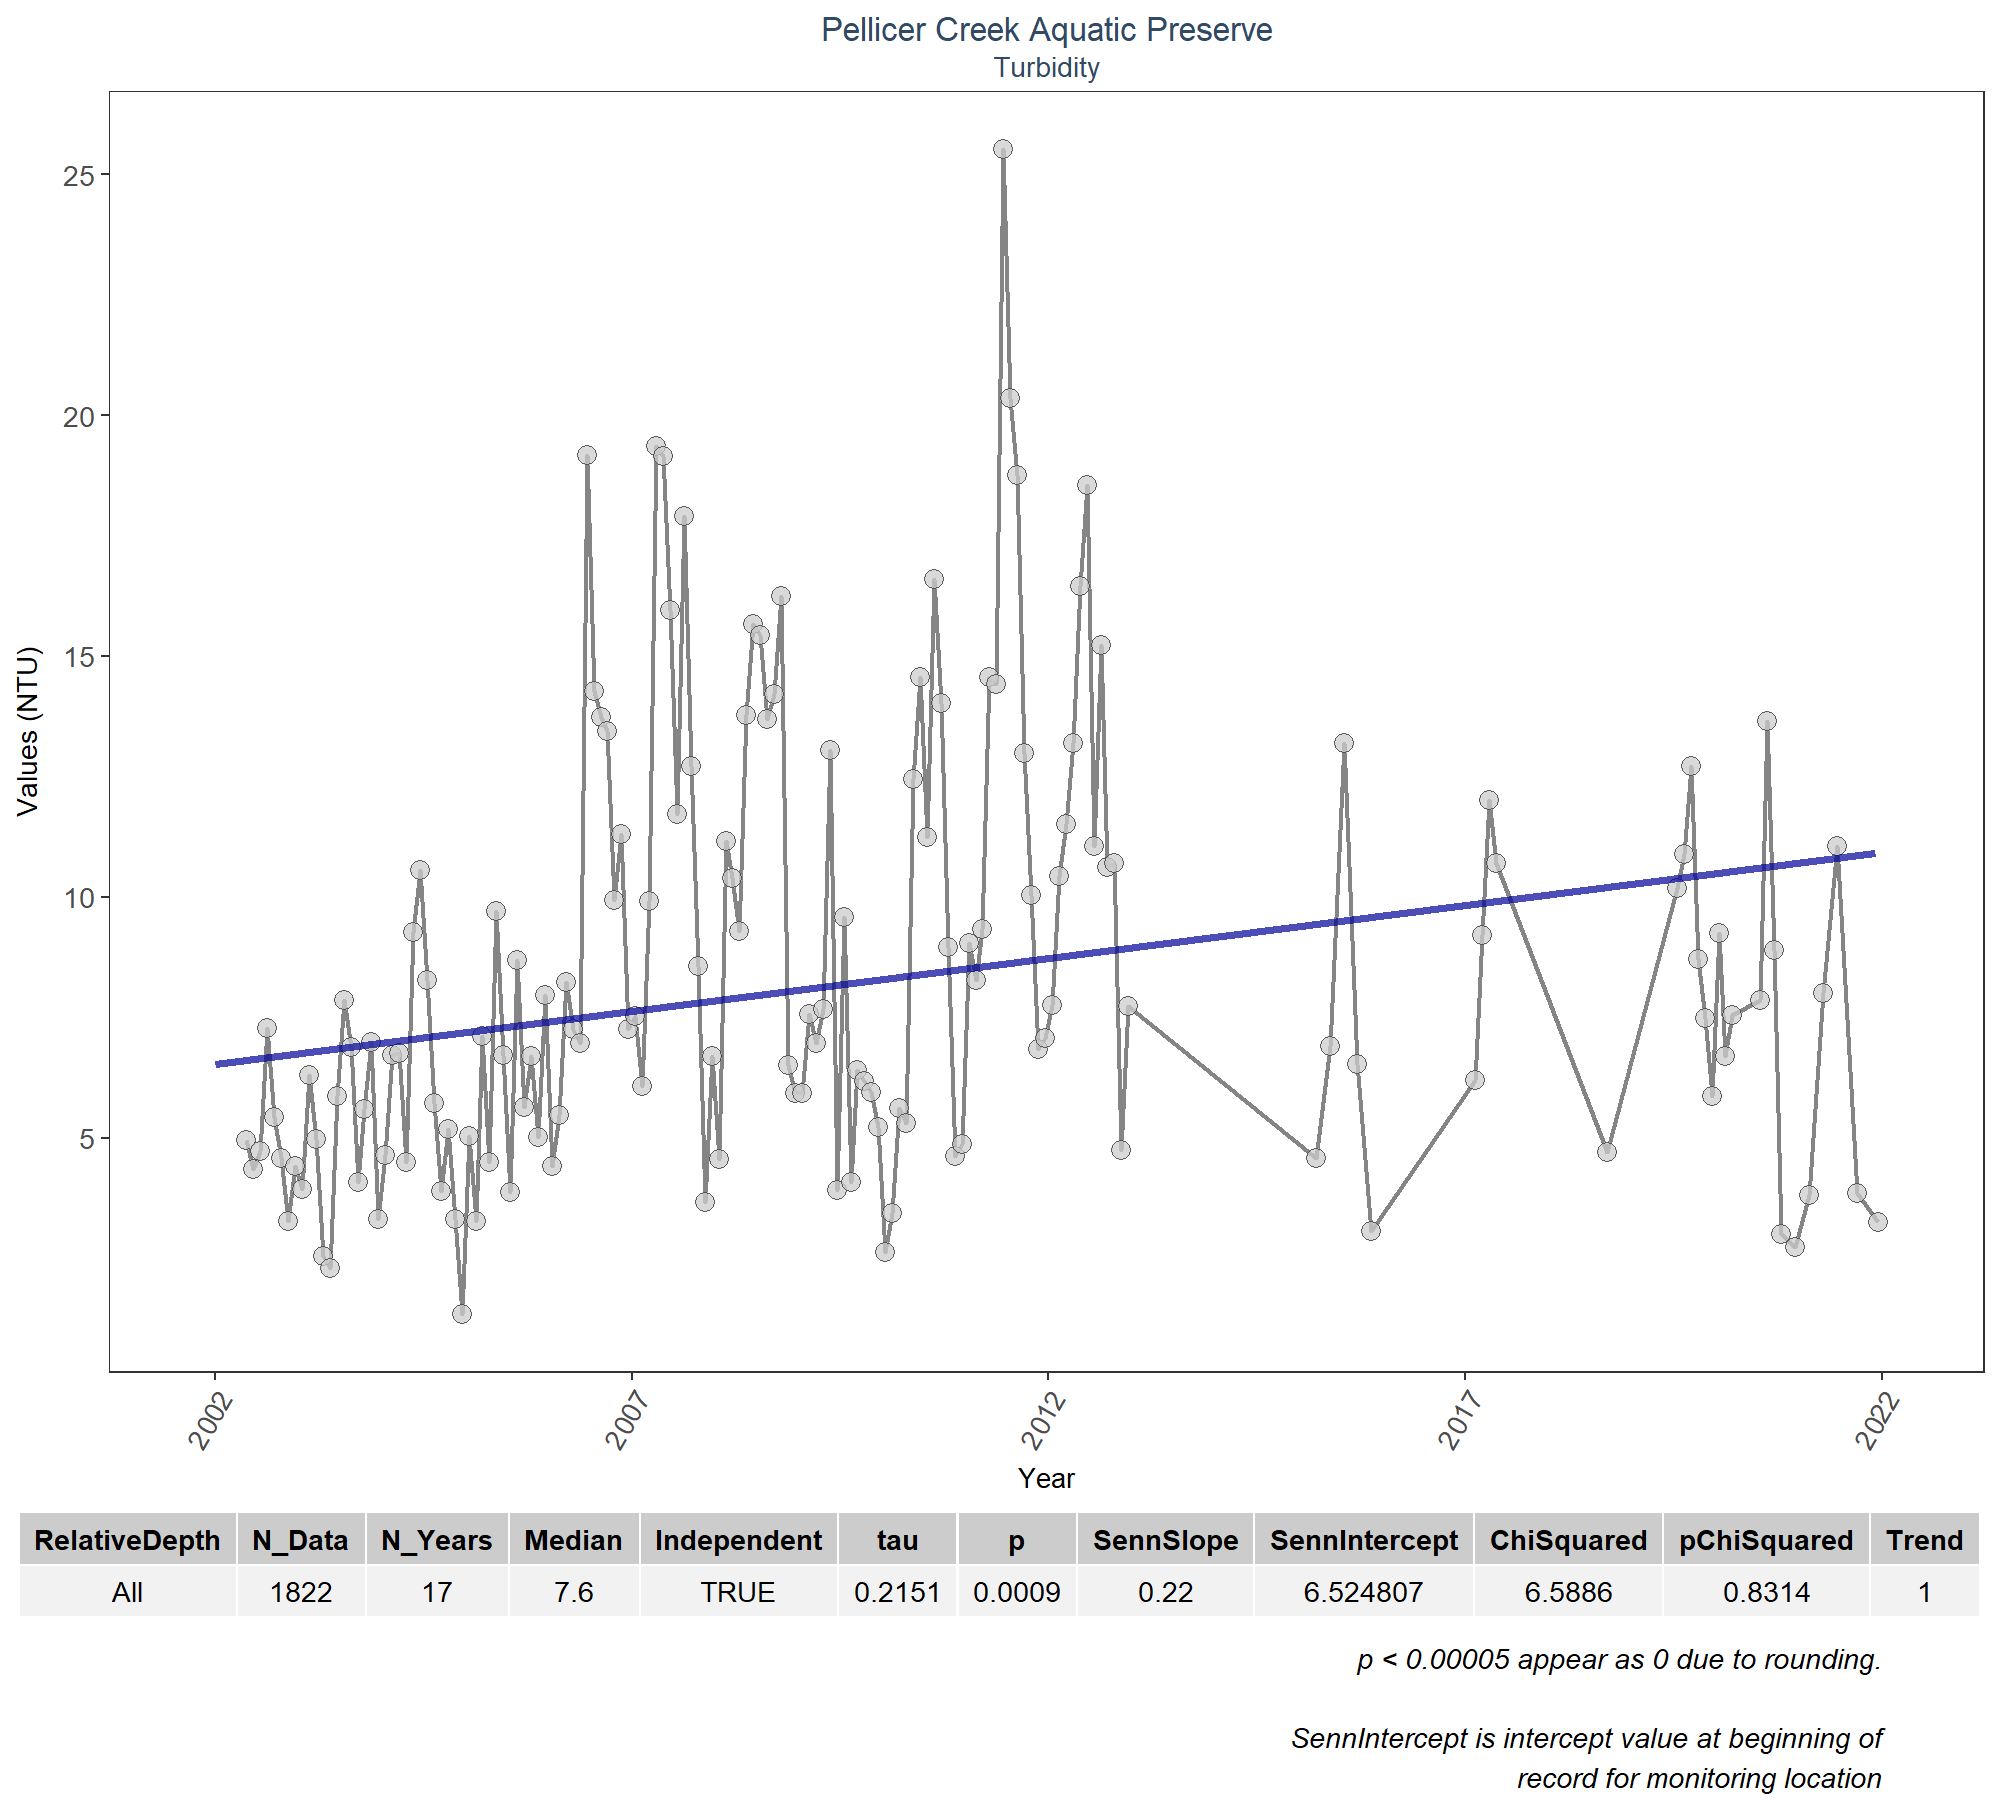 Pellicer Creek Aquatic Preserve
Turbidity
Values (NTU)
25
20
15
10
5
2002 2007 2012 2017 2022
Year
RelativeDepth N_Data N_Years Median Independent tau p SennSlope SennIntercept ChiSquared pChiSquared Trend
All 1822 17 7.6 TRUE 0.2151 0.0009 0.22 6.524807 6.5886 0.8314 1
p < 0.00005 appear as 0 due to rounding.
SennIntercept is intercept value at beginning of
record for monitoring location